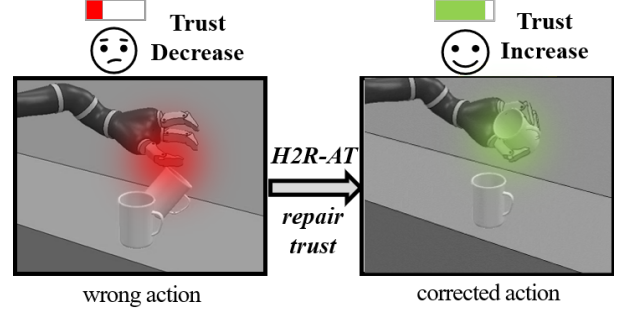 Trust
Decrease
Trust
Increase
H2R-AT
repair
trust
wrong action
corrected action